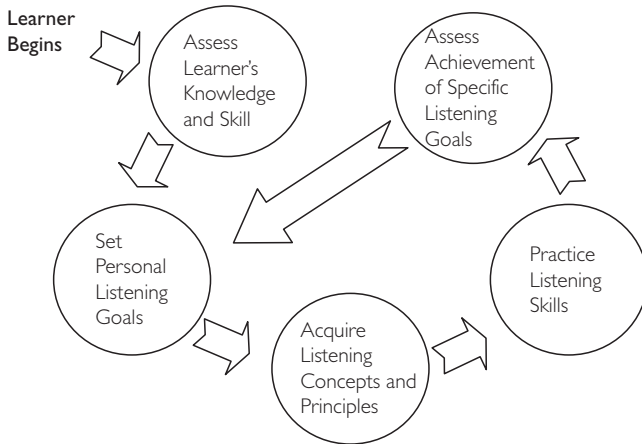 Learner
Begins
Assess
Learner's
Knowledge
and Skill
Assess
Achievement
of Specific
Listening
Goals
Set
Personal
Listening
Goals
Acquire
Listening
Concepts and
Principles
Practice
Listening
Skills